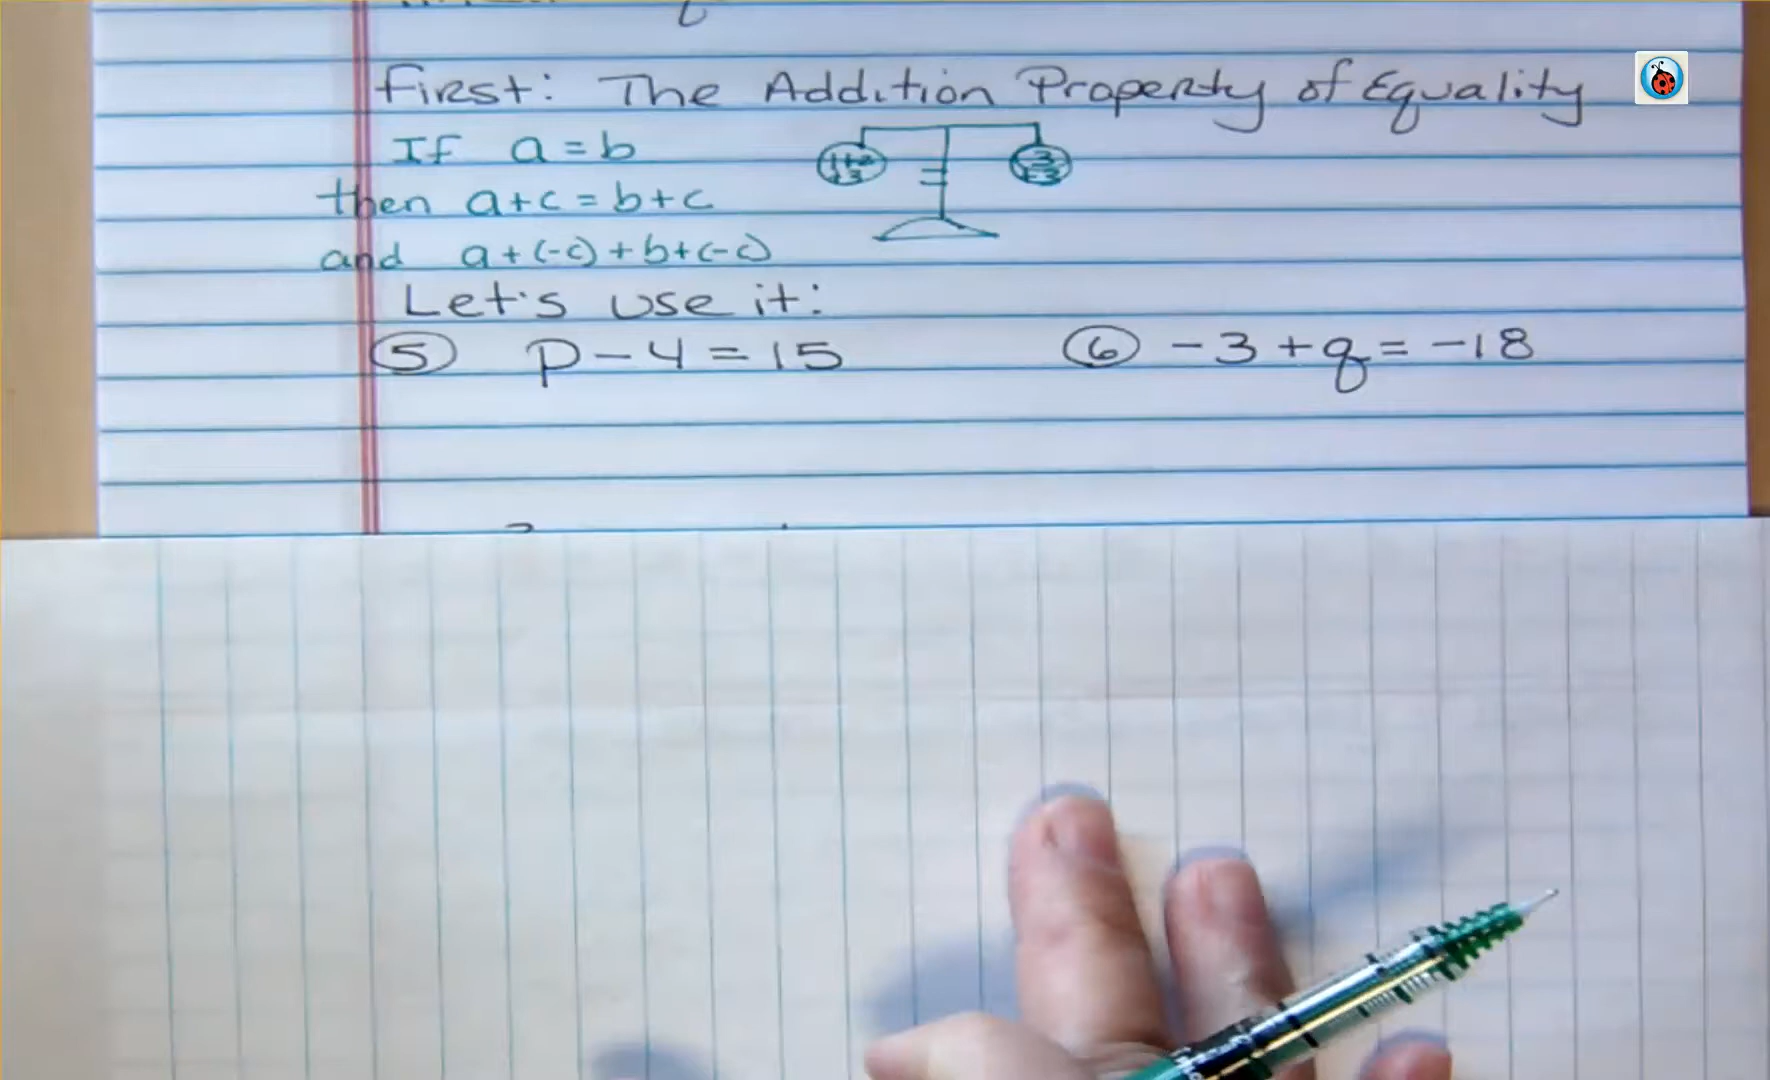 First: The Addition Property of Equality
If a = b
then a+c = b+c
and a + (-c) + b + (-c)
Let's use it:
5 p - 4 = 15
6 -3 + q = -18